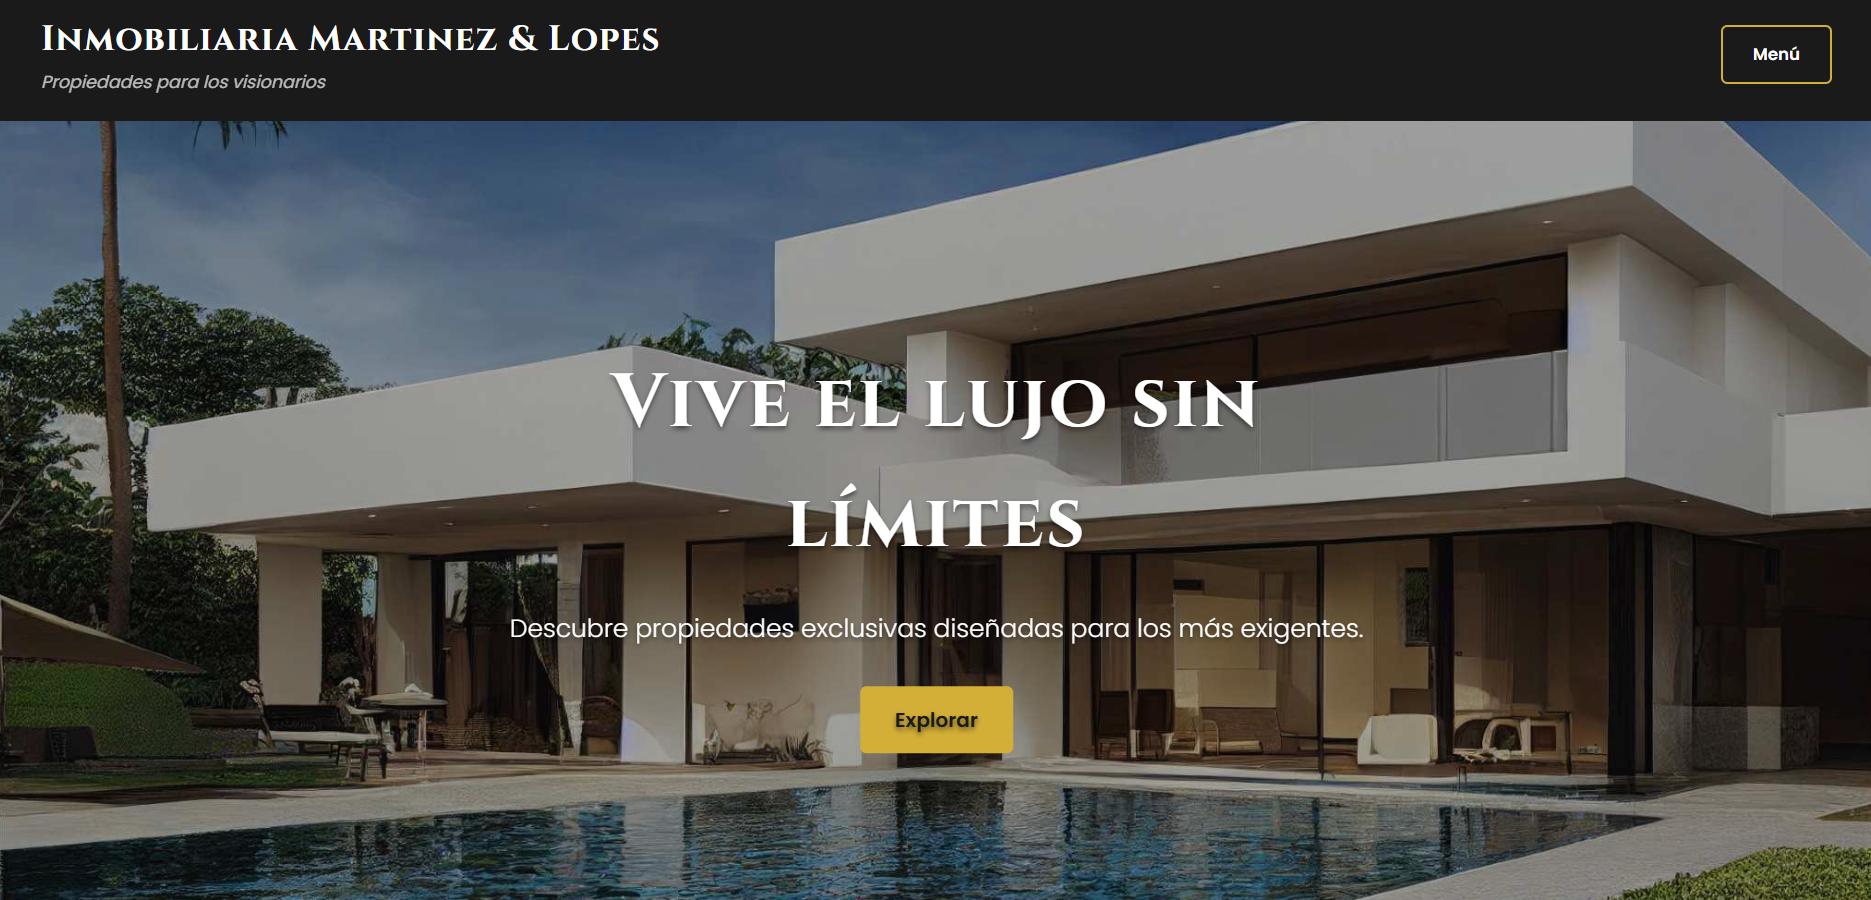 Inmobiliaria Martinez & Lopes
Propiedades para los visionarios
Menú
Vive el lujo sin
límites
Descubre propiedades exclusivas diseñadas para los más exigentes.
Explorar